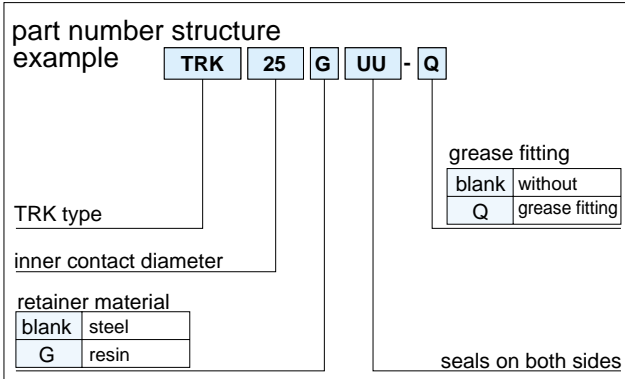 part number structure
example
TRK 25 G UU - Q
grease fitting
blank without
Q grease fitting
TRK type
inner contact diameter
retainer material
blank steel
G resin
seals on both sides